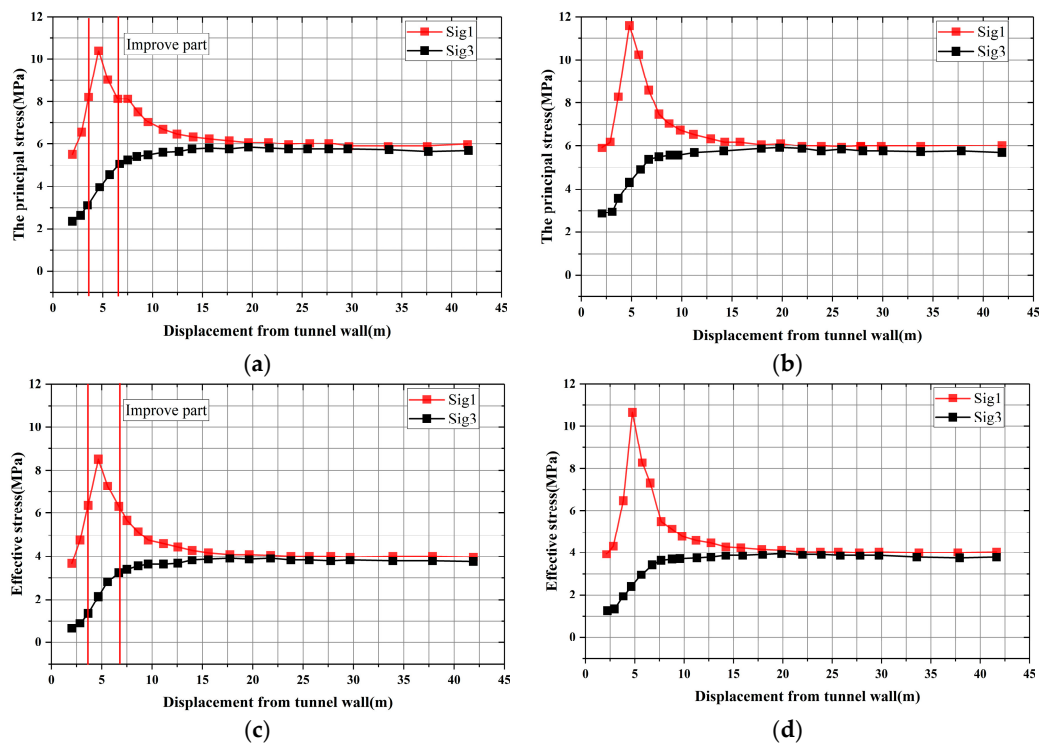 12
10
8
6
4
2
0
The principal stress(MPa)
Improve part
Sig1
Sig3
0 5 10 15 20 25 30 35 40 45
Displacement from tunnel wall(m)
(a)
12
10
8
6
4
2
0
The principal stress(MPa)
Sig1
Sig3
0 5 10 15 20 25 30 35 40 45
Displacement from tunnel wall(m)
(b)
12
10
8
6
4
2
0
Effective stress(MPa)
Improve part
Sig1
Sig3
0 5 10 15 20 25 30 35 40 45
Displacement from tunnel wall(m)
(c)
12
10
8
6
4
2
0
Effective stress(MPa)
Sig1
Sig3
0 5 10 15 20 25 30 35 40 45
Displacement from tunnel wall(m)
(d)